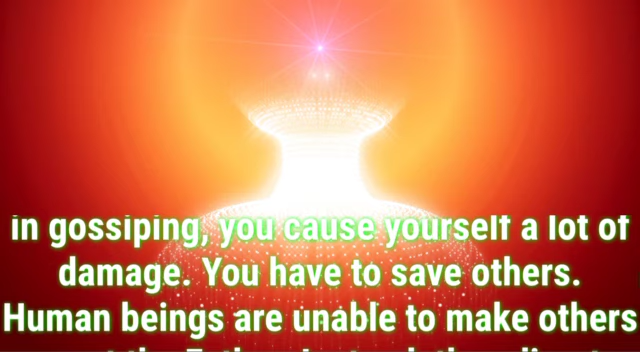 in gossiping, you cause yourself a lot of
damage. You have to save others.
Human beings are unable to make others